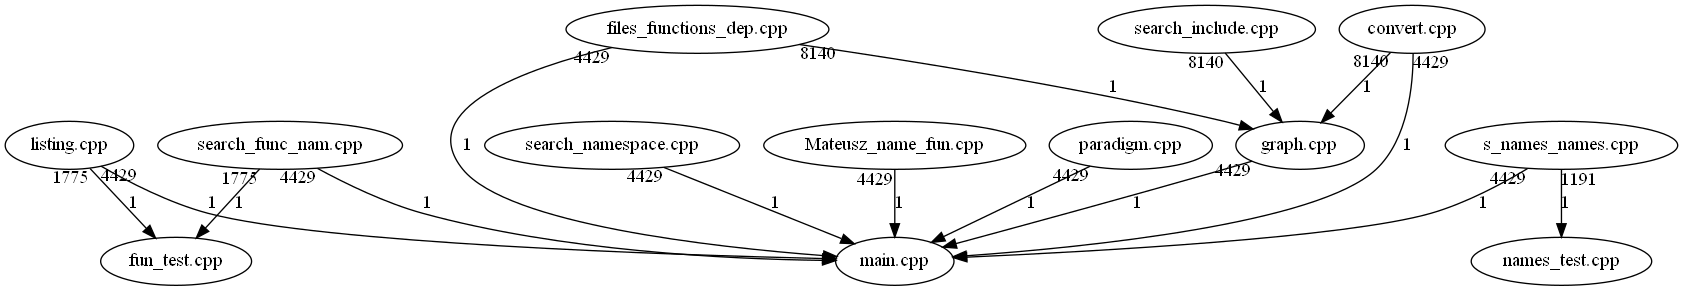 files_functions_dep.cpp
search_include.cpp
convert.cpp
4429
8140
8140
8140
4429
1
1
1
listing.cpp
search_func_nam.cpp
1
search_namespace.cpp
Mateusz_name_fun.cpp
paradigm.cpp
graph.cpp
1
s_names_names.cpp
1775
4429
1775
4429
4429
4429
4429
4429
4429
1191
1
1
1
1
1
1
1
1
1
1
fun_test.cpp
main.cpp
names_test.cpp